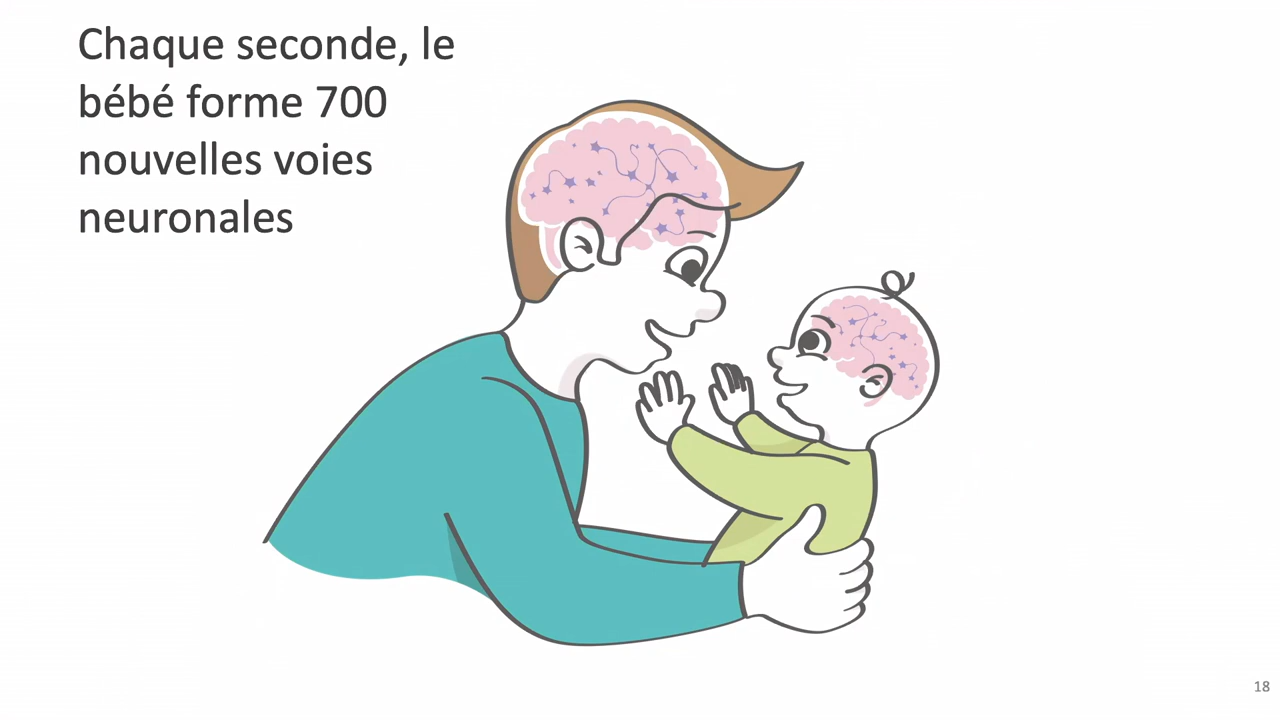 Chaque seconde, le
bébé forme 700
nouvelles voies
neuronales
18